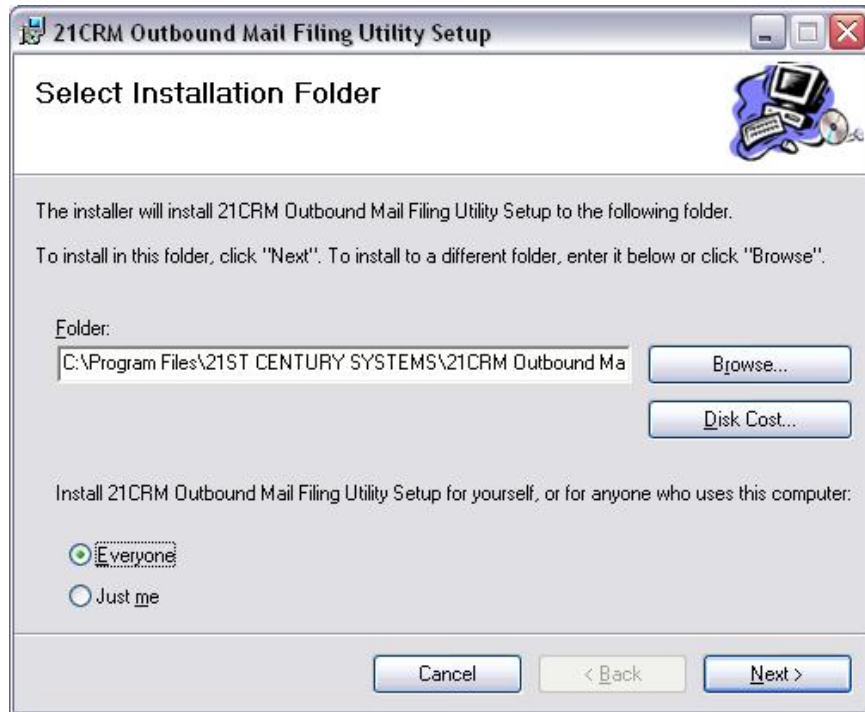 21CRM Outbound Mail Filing Utility Setup
Select Installation Folder
The installer will install 21CRM Outbound Mail Filing Utility Setup to the following folder.
To install in this folder, click "Next". To install to a different folder, enter it below or click "Browse".
Folder:
C:\Program Files\21ST CENTURY SYSTEMS\21CRM Outbound Ma
Browse...
Disk Cost...
Install 21CRM Outbound Mail Filing Utility Setup for yourself, or for anyone who uses this computer:
Everyone
Just me
Cancel
< Back
Next >